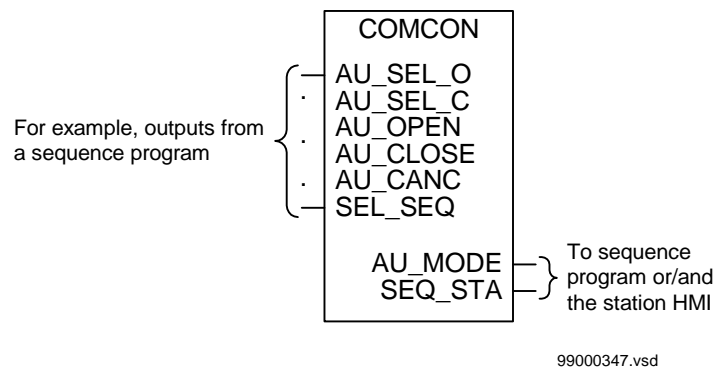 COMCON
AU_SEL_O
AU_SEL_C
AU_OPEN
AU_CLOSE
AU_CANC
SEL_SEQ
For example, outputs from
a sequence program
AU_MODE
SEQ_STA
To sequence
program or/and
the station HMI
99000347.vsd